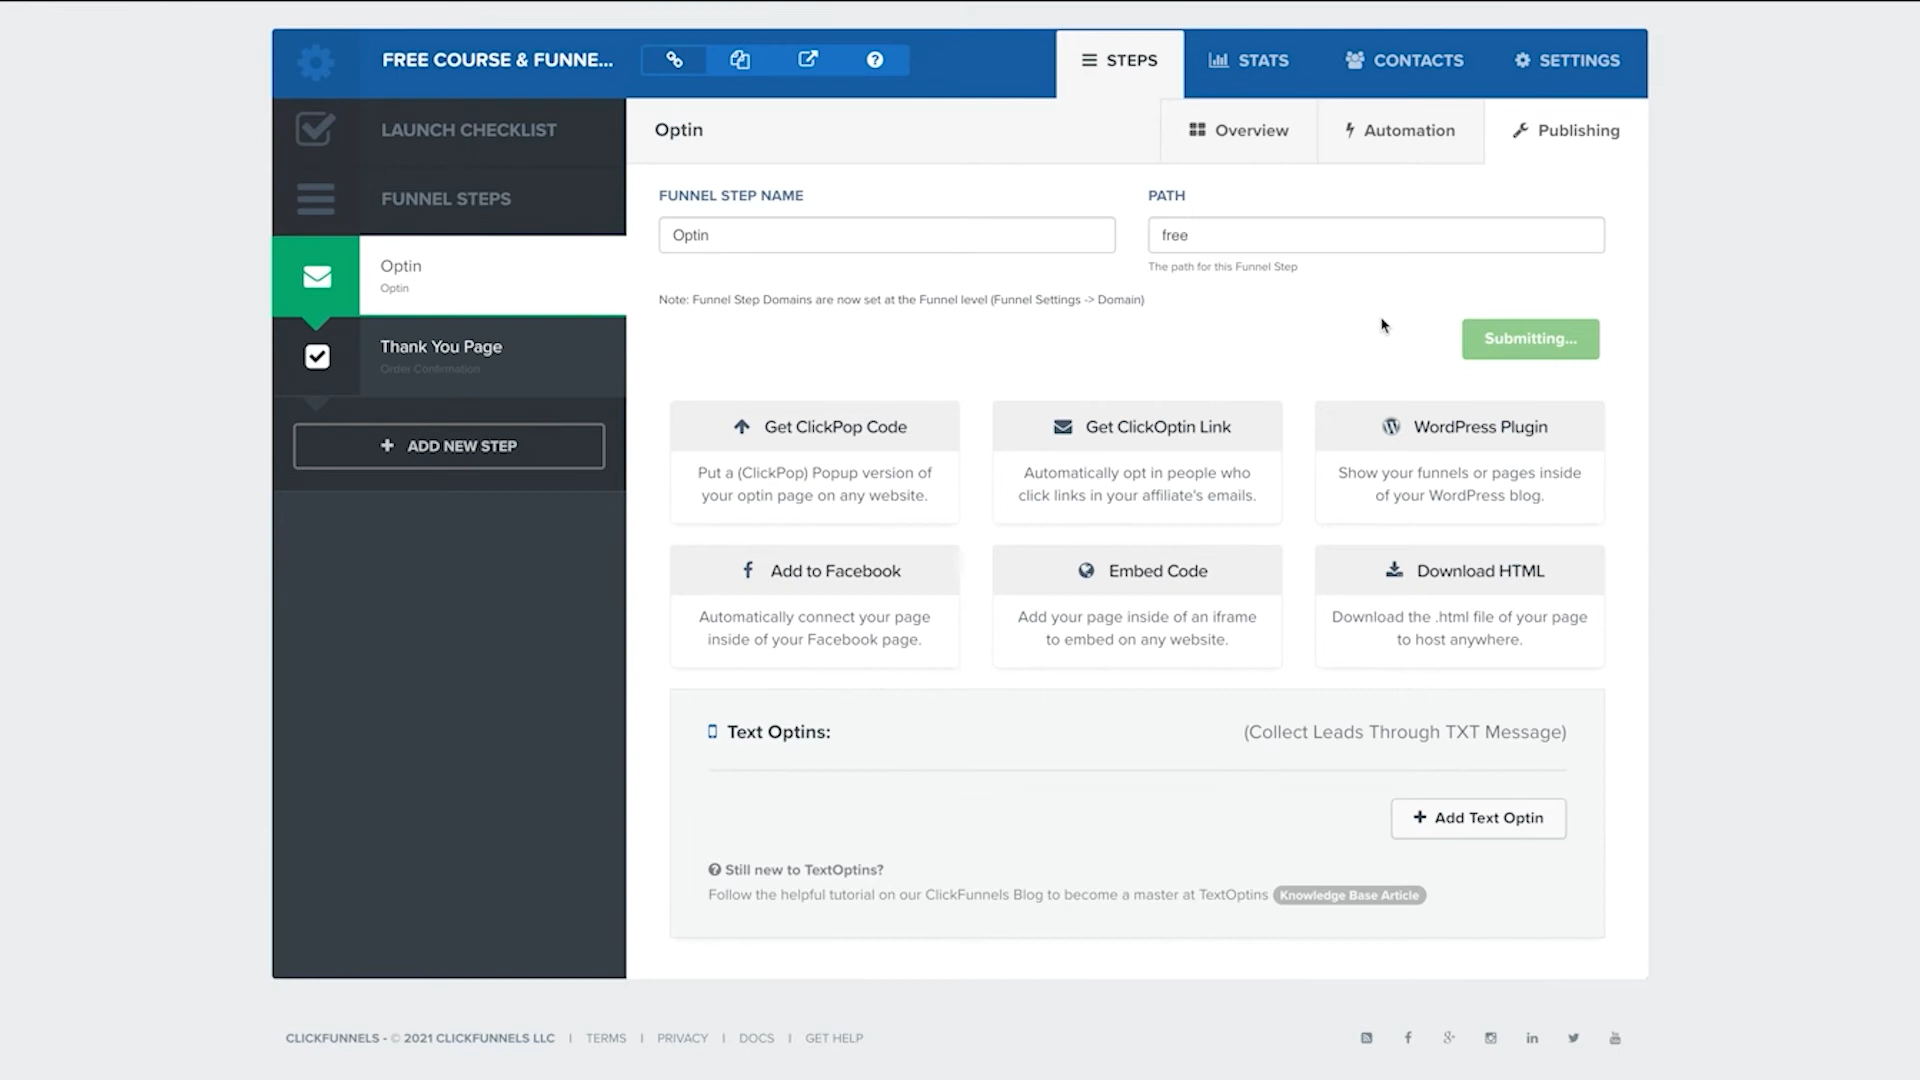 FREE COURSE & FUNNE...
STEPS
STATS
CONTACTS
SETTINGS
LAUNCH CHECKLIST
FUNNEL STEPS
Optin
Optin
Thank You Page
Order Confirmation
+ ADD NEW STEP
Optin
Overview
Automation
Publishing
FUNNEL STEP NAME
PATH
Optin
free
The path for this Funnel Step
Note: Funnel Step Domains are now set at the Funnel level (Funnel Settings -> Domain)
Submitting...
Get ClickPop Code
Put a (ClickPop) Popup version of
your optin page on any website.
Get ClickOptin Link
Automatically opt in people who
click links in your affiliate's emails.
WordPress Plugin
Show your funnels or pages inside
of your WordPress blog.
Add to Facebook
Automatically connect your page
inside of your Facebook page.
Embed Code
Add your page inside of an iframe
to embed on any website.
Download HTML
Download the .html file of your page
to host anywhere.
Text Optins:
(Collect Leads Through TXT Message)
+ Add Text Optin
Still new to TextOptins?
Follow the helpful tutorial on our ClickFunnels Blog to become a master at TextOptins Knowledge Base Article
CLICKFUNNELS - © 2021 CLICKFUNNELS LLC | TERMS | PRIVACY | DOCS | GET HELP